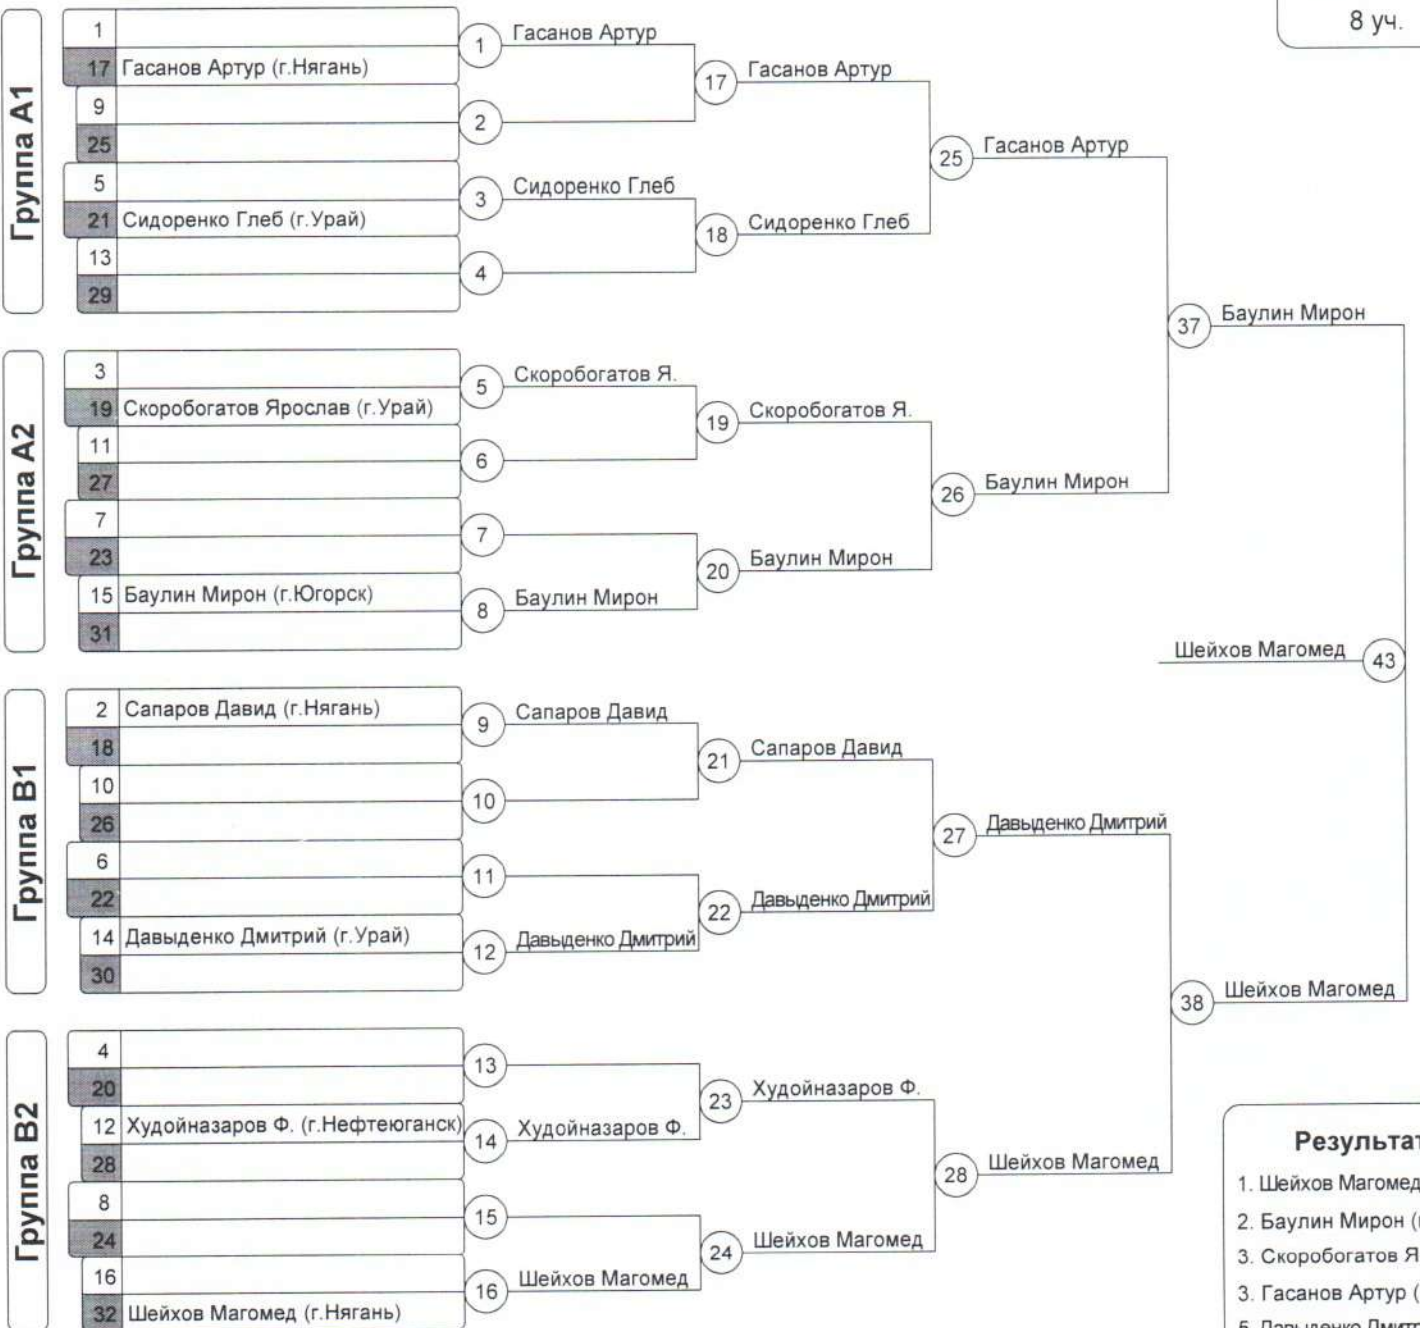 8 уч.
Группа А1
1
17 Гасанов Артур (г.Нягань)
9
25
5
21 Сидоренко Глеб (г.Урай)
13
29
1 Гасанов Артур
2
3 Сидоренко Глеб
4
17 Гасанов Артур
18 Сидоренко Глеб
25 Гасанов Артур
Группа А2
3
19 Скоробогатов Ярослав (г.Урай)
11
27
7
23
15 Баулин Мирон (г.Югорск)
31
5 Скоробогатов Я.
6
7
8 Баулин Мирон
19 Скоробогатов Я.
20 Баулин Мирон
26 Баулин Мирон
37 Баулин Мирон
Шейхов Магомед 43
Группа В1
2 Сапаров Давид (г.Нягань)
18
10
26
6
22
14 Давыденко Дмитрий (г.Урай)
30
9 Сапаров Давид
10
11
12 Давыденко Дмитрий
21 Сапаров Давид
22 Давыденко Дмитрий
27 Давыденко Дмитрий
38 Шейхов Магомед
Группа В2
4
20
12 Худойназаров Ф. (г.Нефтеюганск)
28
8
24
16
32 Шейхов Магомед (г.Нягань)
13
14 Худойназаров Ф.
15
16 Шейхов Магомед
23 Худойназаров Ф.
24 Шейхов Магомед
28 Шейхов Магомед
Результат
1. Шейхов Магомед
2. Баулин Мирон (
3. Скоробогатов Я
3. Гасанов Артур (
5. Давыденко Дмитр